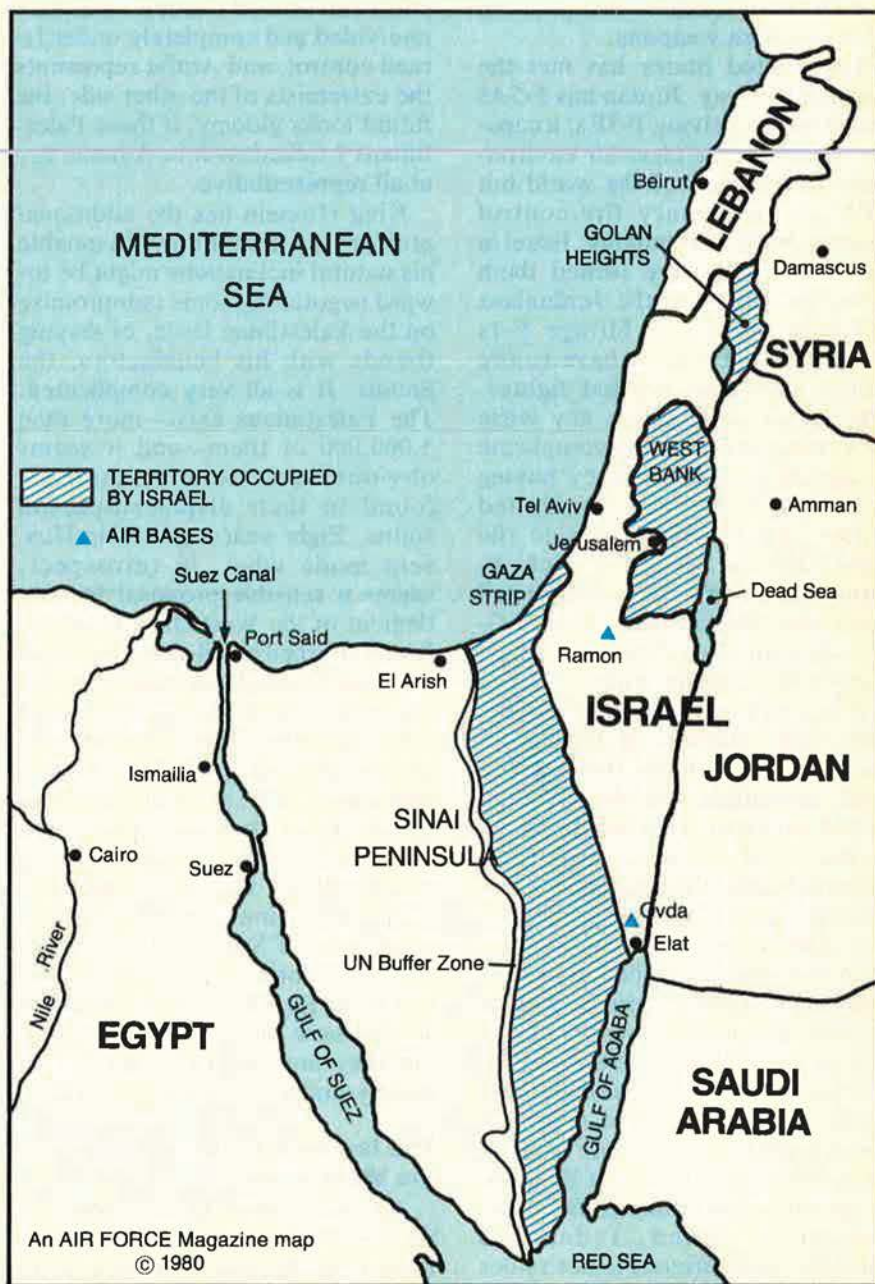 LEBANON
Beirut
MEDITERRANEAN
SEA
GOLAN
HEIGHTS
Damascus
SYRIA
TERRITORY OCCUPIED
BY ISRAEL
AIR BASES
WEST
BANK
Tel Aviv
Amman
Jerusalem
Suez Canal
GAZA
STRIP
Dead Sea
Port Said
El Arish
Ramon
ISRAEL
JORDAN
Ismailia
SINAI
PENINSULA
Cairo
Suez
Ovda
Elat
UN Buffer Zone
Nile River
EGYPT
GULF OF SUEZ
GULF OF AQABA
SAUDI
ARABIA
An AIR FORCE Magazine map
© 1980
RED SEA